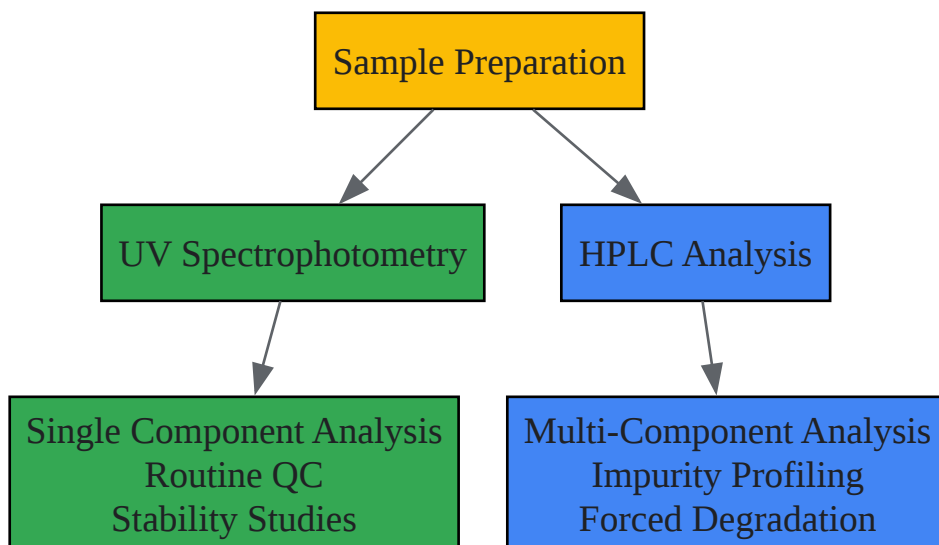 Sample Preparation
UV Spectrophotometry
HPLC Analysis
Single Component Analysis
Routine QC
Stability Studies
Multi-Component Analysis
Impurity Profiling
Forced Degradation